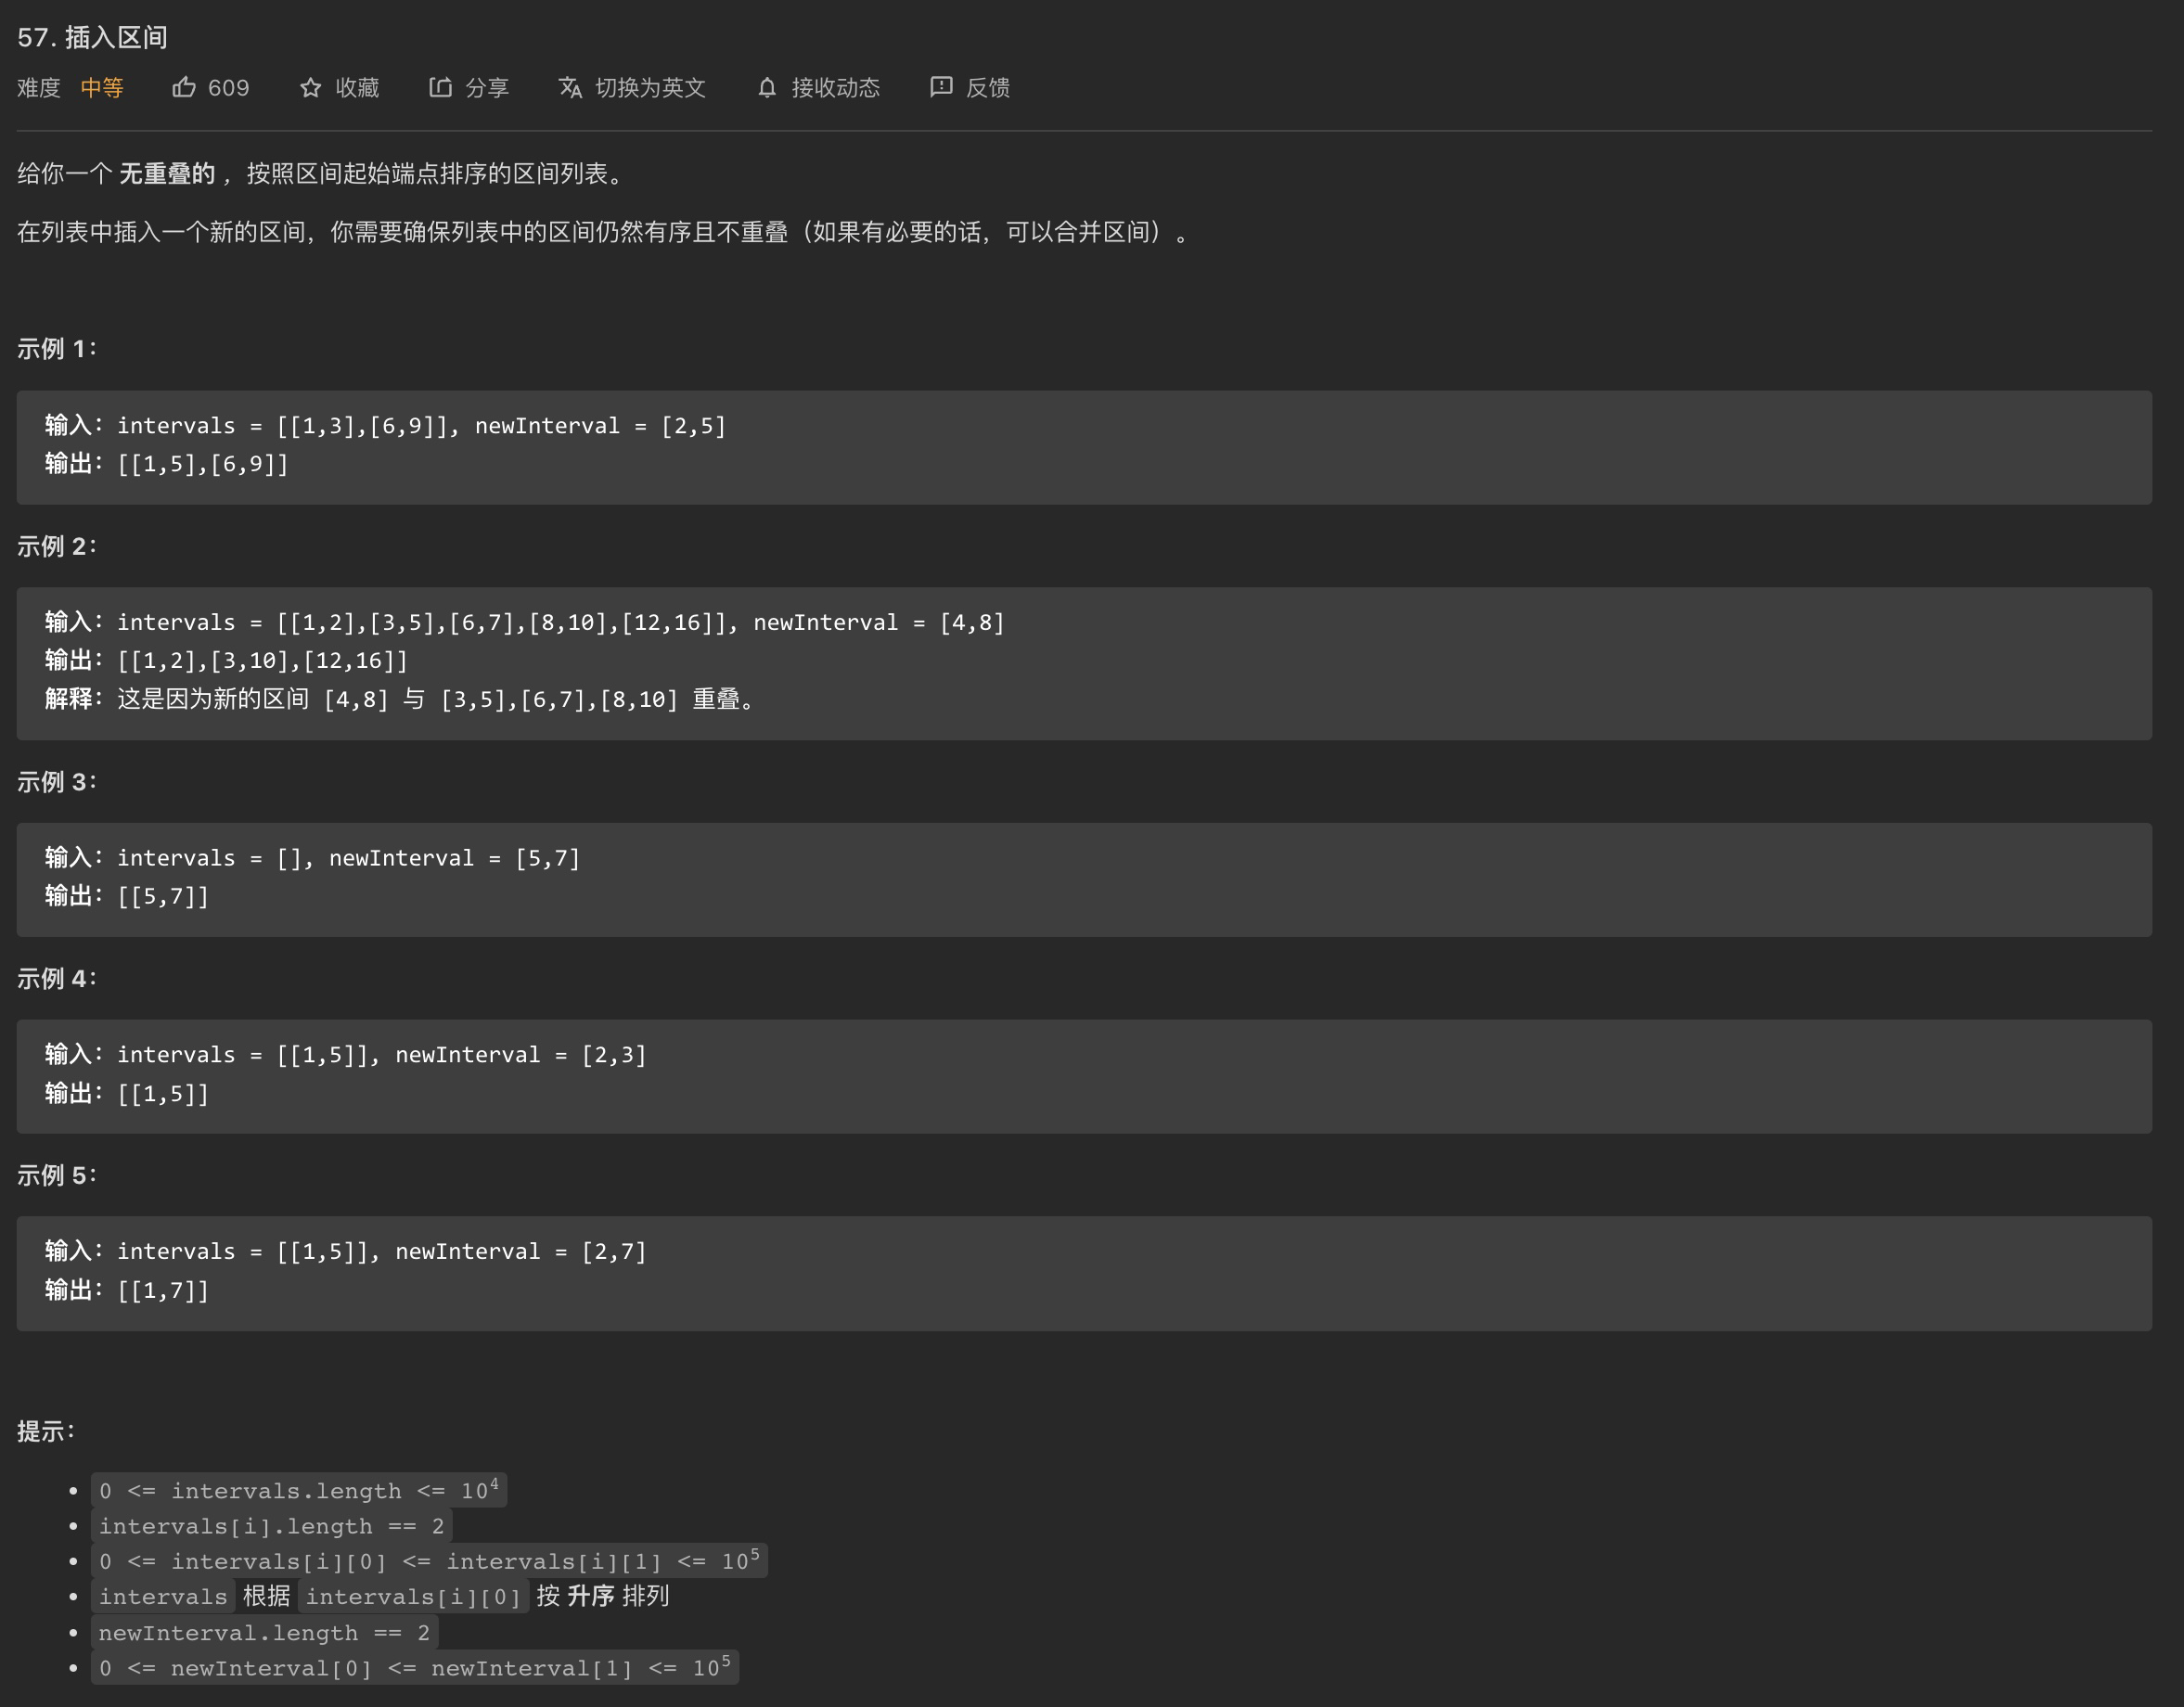 57. 插入区间
难度 中等 609 收藏 分享 切换为英文 接收动态 反馈
给你一个 无重叠的 ，按照区间起始端点排序的区间列表。
在列表中插入一个新的区间，你需要确保列表中的区间仍然有序且不重叠（如果有必要的话，可以合并区间）。
示例 1：
输入：intervals = [[1,3],[6,9]], newInterval = [2,5]
输出：[[1,5],[6,9]]
示例 2：
输入：intervals = [[1,2],[3,5],[6,7],[8,10],[12,16]], newInterval = [4,8]
输出：[[1,2],[3,10],[12,16]]
解释：这是因为新的区间 [4,8] 与 [3,5],[6,7],[8,10] 重叠。
示例 3：
输入：intervals = [], newInterval = [5,7]
输出：[[5,7]]
示例 4：
输入：intervals = [[1,5]], newInterval = [2,3]
输出：[[1,5]]
示例 5：
输入：intervals = [[1,5]], newInterval = [2,7]
输出：[[1,7]]
提示：
• 0 <= intervals.length <= 10⁴
• intervals[i].length == 2
• 0 <= intervals[i][0] <= intervals[i][1] <= 10⁵
• intervals 根据 intervals[i][0] 按 升序 排列
• newInterval.length == 2
• 0 <= newInterval[0] <= newInterval[1] <= 10⁵